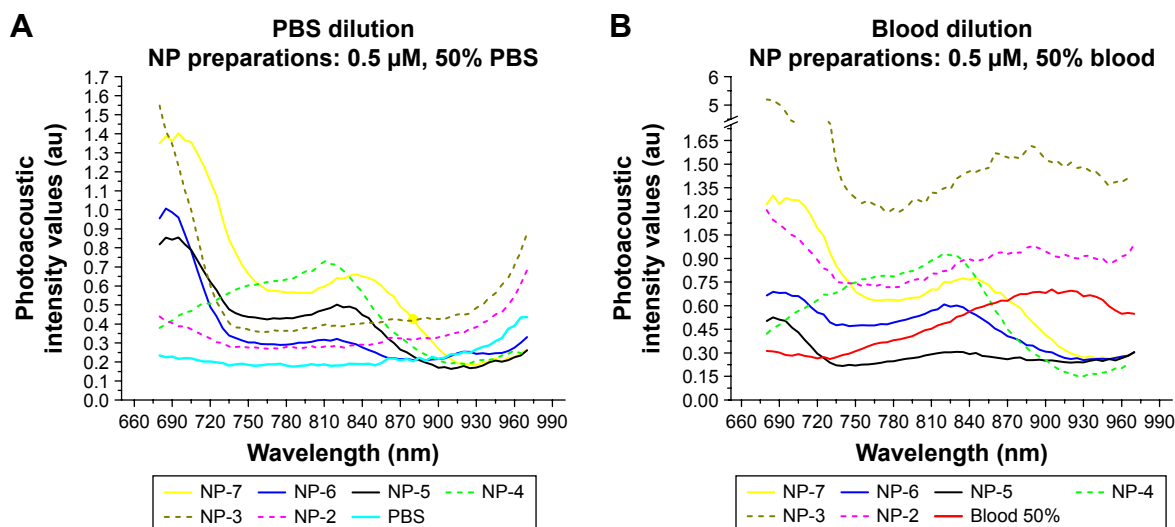 A
PBS dilution
NP preparations: 0.5 µM, 50% PBS
Photoacoustic
intensity values (au)
1.7
1.6
1.5
1.4
1.3
1.2
1.1
1.0
0.9
0.8
0.7
0.6
0.5
0.4
0.3
0.2
0.1
0.0
660 690 720 750 780 810 840 870 900 930 960 990
Wavelength (nm)
NP-7 NP-6 NP-5 NP-4
NP-3 NP-2 PBS
B
Blood dilution
NP preparations: 0.5 µM, 50% blood
Photoacoustic
intensity values (au)
6
5
1.65
1.50
1.35
1.20
1.05
0.90
0.75
0.60
0.45
0.30
0.15
0.00
660 690 720 750 780 810 840 870 900 930 960 990
Wavelength (nm)
NP-7 NP-6 NP-5 NP-4
NP-3 NP-2 Blood 50%